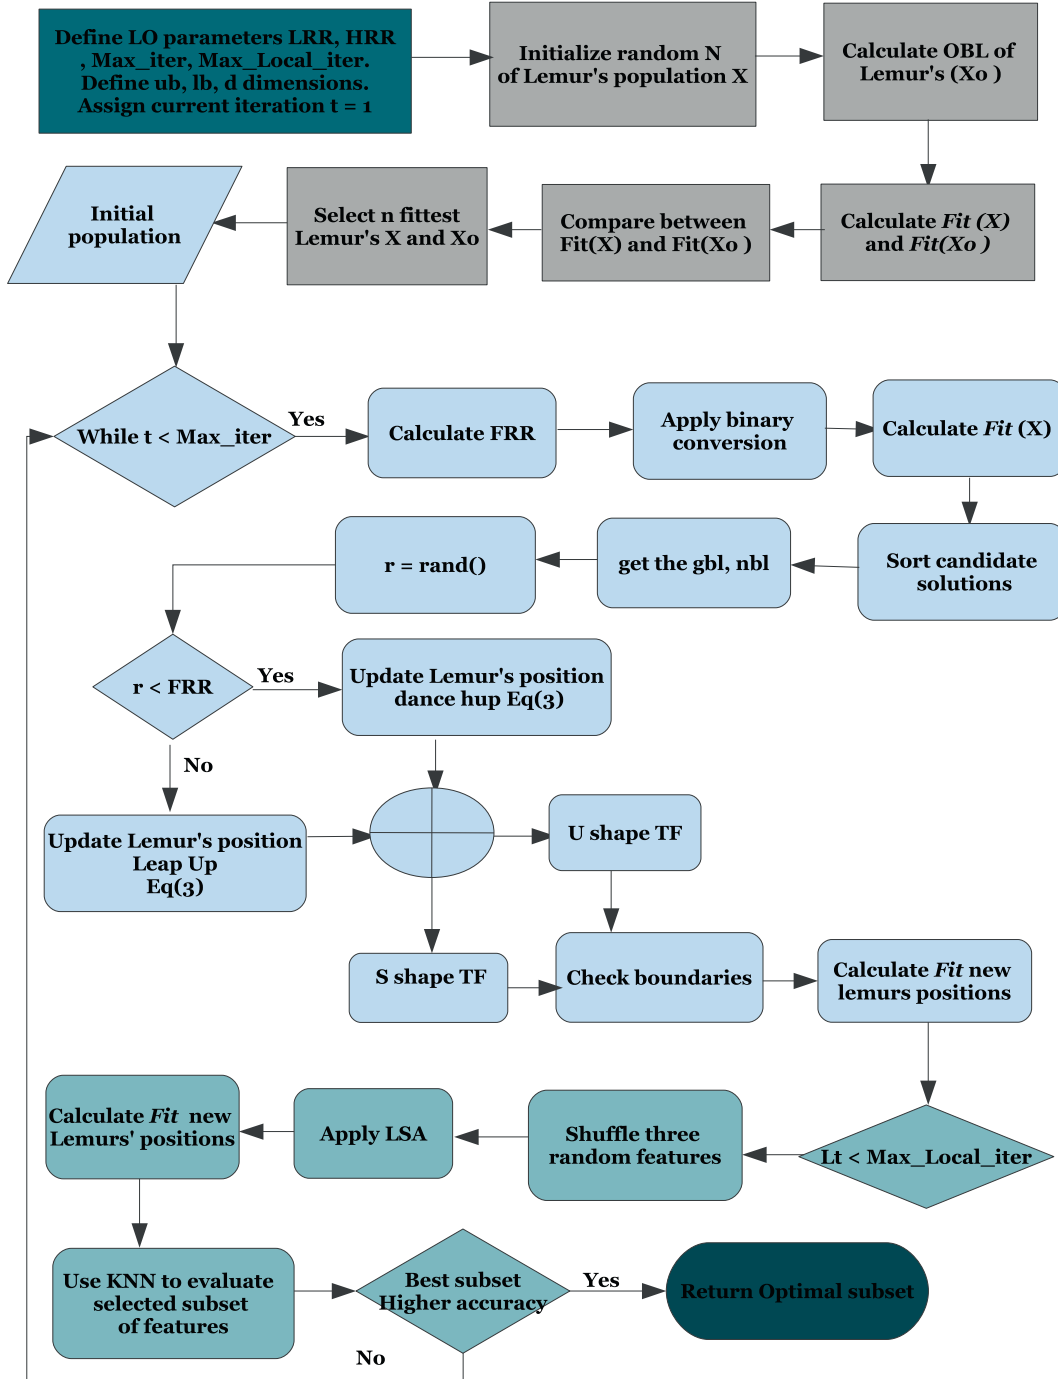 Define LO parameters LRR, HRR
, Max_iter, Max_Local_iter.
Define ub, lb, d dimensions.
Assign current iteration t = 1
Initialize random N
of Lemur's population X
Calculate OBL of
Lemur's (Xo )
Initial
population
Select n fittest
Lemur's X and Xo
Compare between
Fit(X) and Fit(Xo )
Calculate Fit (X)
and Fit(Xo )
While t < Max_iter
Yes
Calculate FRR
Apply binary
conversion
Calculate Fit (X)
r = rand()
get the gbl, nbl
Sort candidate
solutions
r < FRR
Yes
Update Lemur's position
dance hup Eq(3)
No
Update Lemur's position
Leap Up
Eq(3)
U shape TF
S shape TF
Check boundaries
Calculate Fit new
lemurs positions
Calculate Fit new
Lemurs' positions
Apply LSA
Shuffle three
random features
Lt < Max_Local_iter
Use KNN to evaluate
selected subset
of features
Best subset
Higher accuracy
Yes
Return Optimal subset
No